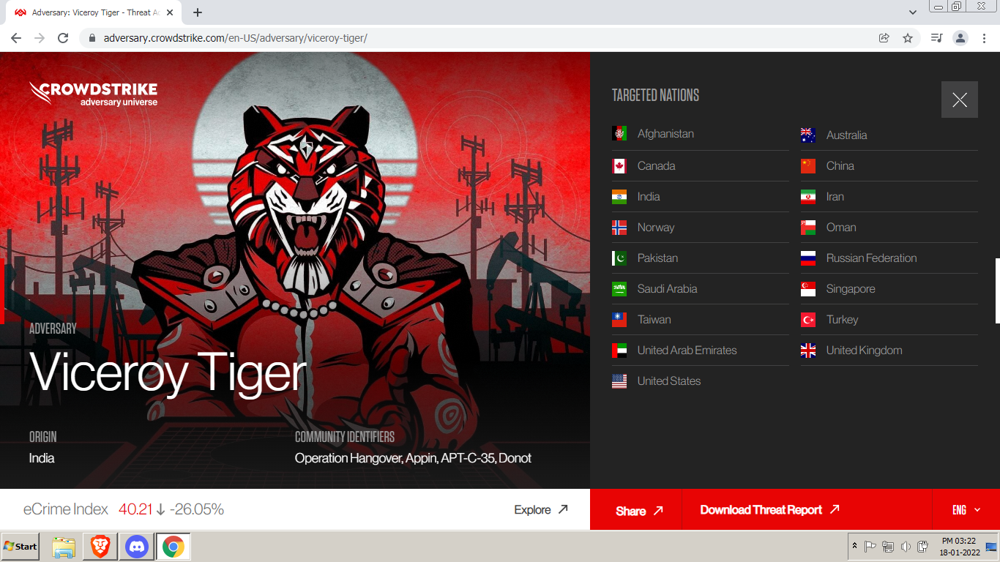 Adversary: Viceroy Tiger - Threat Ac
adversary.crowdstrike.com/en-US/adversary/viceroy-tiger/
CROWDSTRIKE
adversary universe
ADVERSARY
Viceroy Tiger
ORIGIN
India
COMMUNITY IDENTIFIERS
Operation Hangover, Appin, APT-C-35, Donot
TARGETED NATIONS
Afghanistan
Australia
Canada
China
India
Iran
Norway
Oman
Pakistan
Russian Federation
Saudi Arabia
Singapore
Taiwan
Turkey
United Arab Emirates
United Kingdom
United States
eCrime Index 40.21 ↓ -26.05%
Explore
Share
Download Threat Report
ENG
Start
PM 03:22
18-01-2022